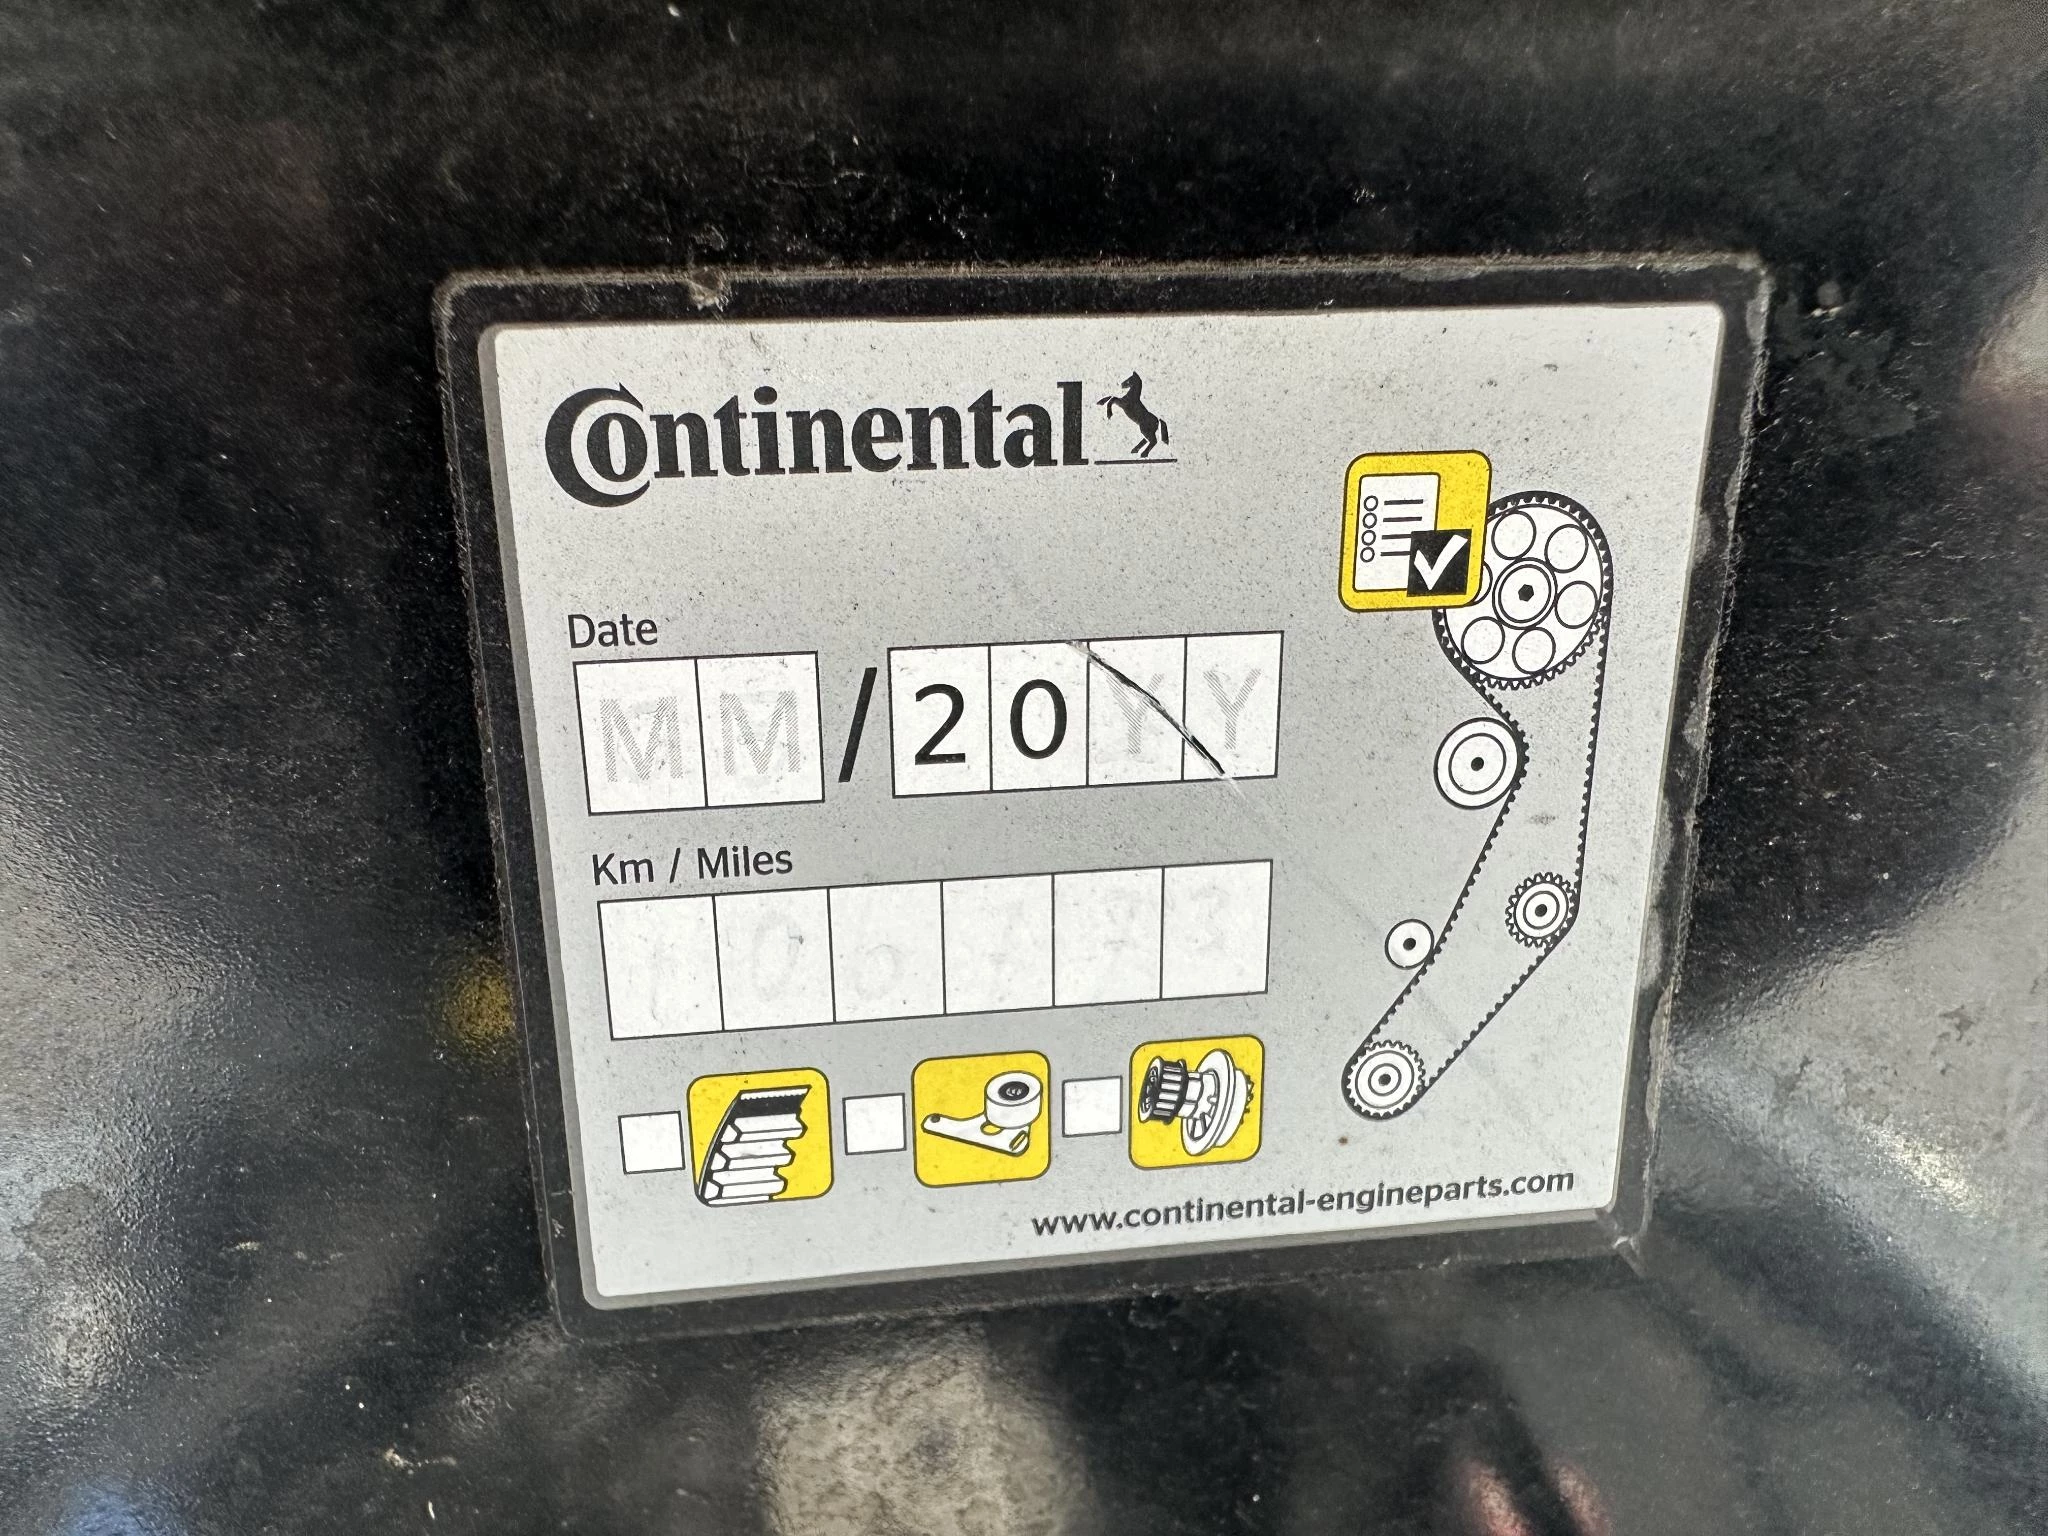 Continental
Date
MM/20YY
Km / Miles
www.continental-engineparts.com